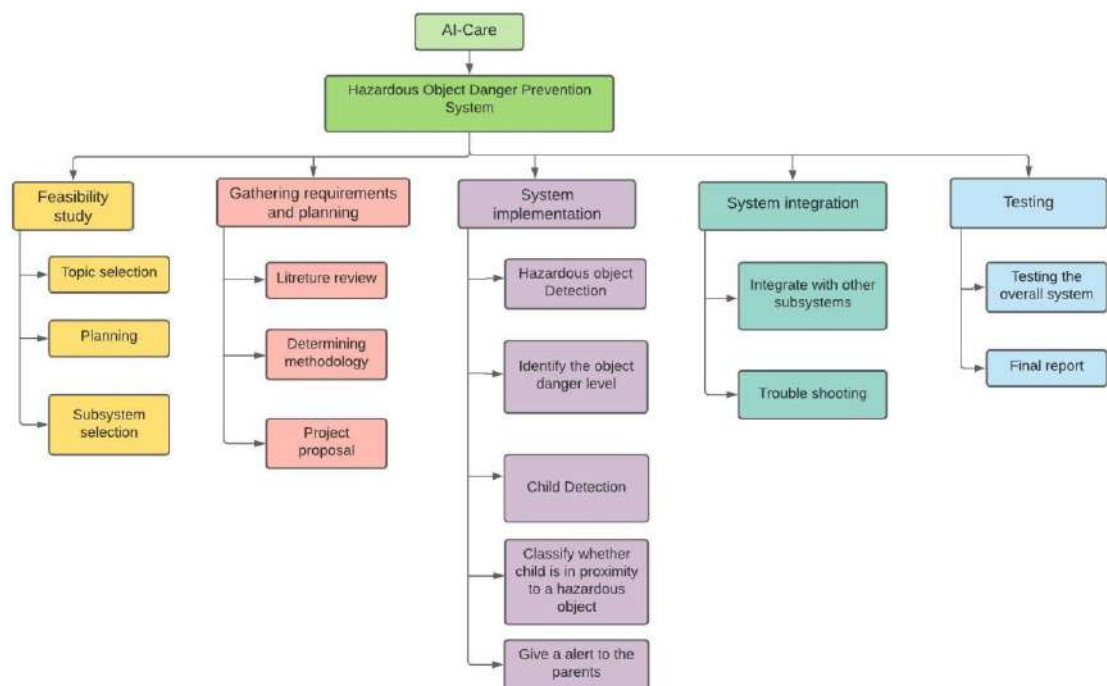 AI-Care
Hazardous Object Danger Prevention
System
Feasibility
study
Topic selection
Planning
Subsystem
selection
Gathering requirements
and planning
Litreture review
Determining
methodology
Project
proposal
System
implementation
Hazardous object
Detection
Identify the object
danger level
Child Detection
Classify whether
child is in proximity
to a hazardous
object
Give a alert to the
parents
System integration
Integrate with other
subsystems
Trouble shooting
Testing
Testing the
overall system
Final report